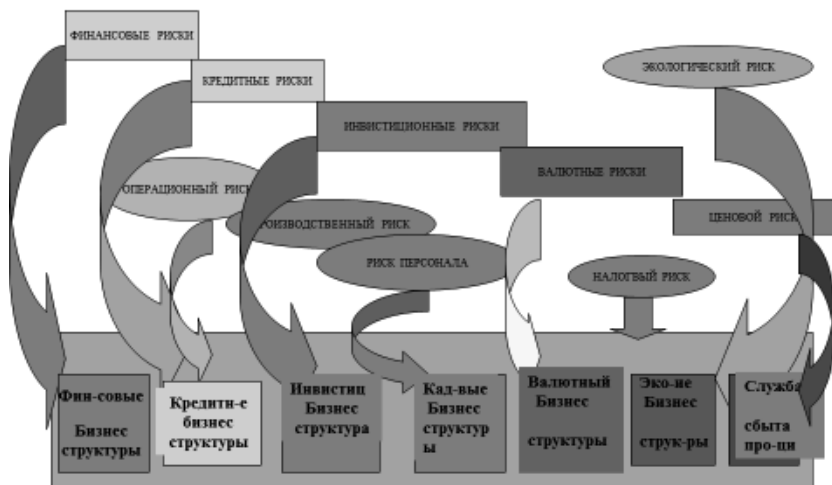 ФИНАНСОВЫЕ РИСКИ
КРЕДИТНЫЕ РИСКИ
ЭКОЛОГИЧЕСКИЙ РИСК
ИНВИСТИЦИОННЫЕ РИСКИ
ВАЛЮТНЫЕ РИСКИ
ОПЕРАЦИОННЫЙ РИСК
РОИЗВОДСТВЕННЫЙ РИСК
ЦЕНОВОЙ РИСК
РИСК ПЕРСОНАЛА
НАЛОГВЫЙ РИСК
Фин-совые
Бизнес
структуры
Кредитн-е
бизнес
структуры
Инвистиц
Бизнес
структура
Кад-вые
Бизнес
структур
ы
Валютный
Бизнес
структуры
Эко-ие
Бизнес
струк-ры
Служба
сбыта
про-ци